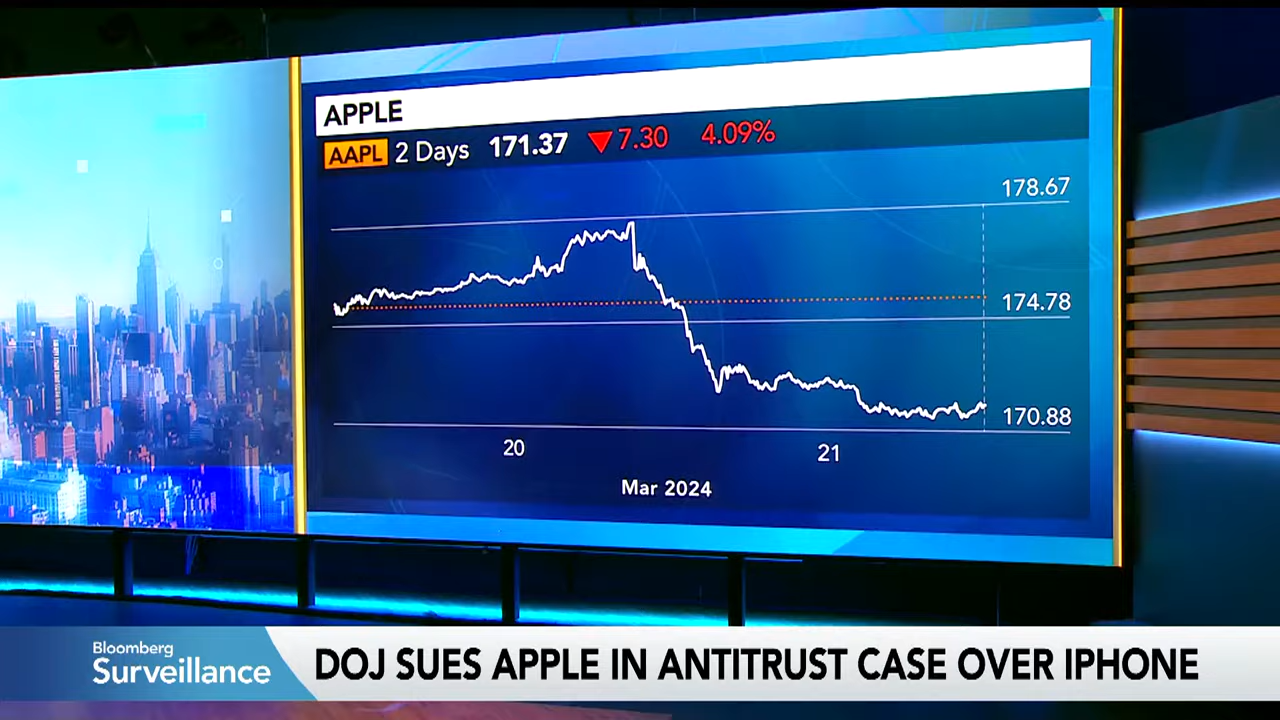 APPLE
AAPL 2 Days 171.37 ▼7.30 4.09%
178.67
174.78
170.88
20 21
Mar 2024
Bloomberg
Surveillance
DOJ SUES APPLE IN ANTITRUST CASE OVER IPHONE